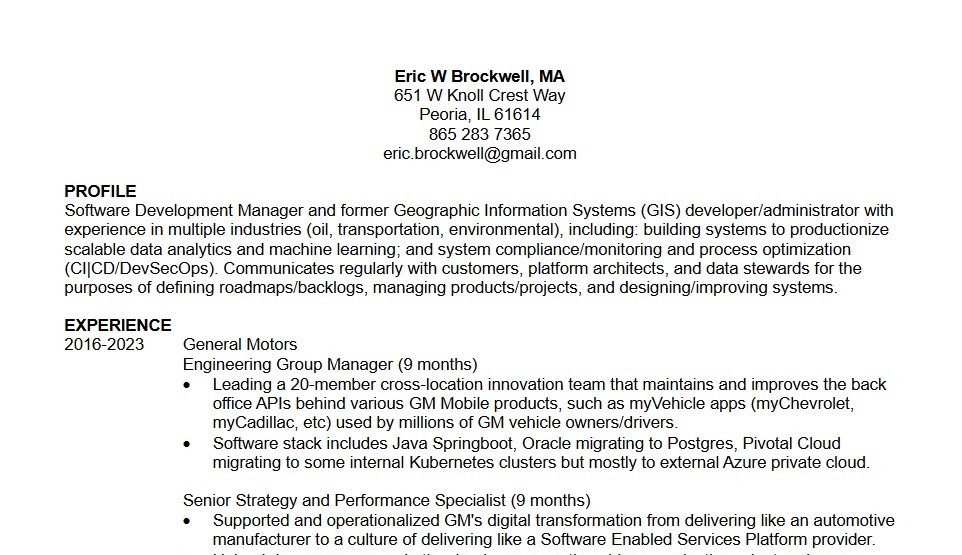 Eric W Brockwell, MA
651 W Knoll Crest Way
Peoria, IL 61614
865 283 7365
eric.brockwell@gmail.com
PROFILE
Software Development Manager and former Geographic Information Systems (GIS) developer/administrator with
experience in multiple industries (oil, transportation, environmental), including: building systems to productionize
scalable data analytics and machine learning; and system compliance/monitoring and process optimization
(CI|CD/DevSecOps). Communicates regularly with customers, platform architects, and data stewards for the
purposes of defining roadmaps/backlogs, managing products/projects, and designing/improving systems.
EXPERIENCE
2016-2023 General Motors
Engineering Group Manager (9 months)
• Leading a 20-member cross-location innovation team that maintains and improves the back
office APIs behind various GM Mobile products, such as myVehicle apps (myChevrolet,
myCadillac, etc) used by millions of GM vehicle owners/drivers.
• Software stack includes Java Springboot, Oracle migrating to Postgres, Pivotal Cloud
migrating to some internal Kubernetes clusters but mostly to external Azure private cloud.
Senior Strategy and Performance Specialist (9 months)
• Supported and operationalized GM's digital transformation from delivering like an automotive
manufacturer to a culture of delivering like a Software Enabled Services Platform provider.